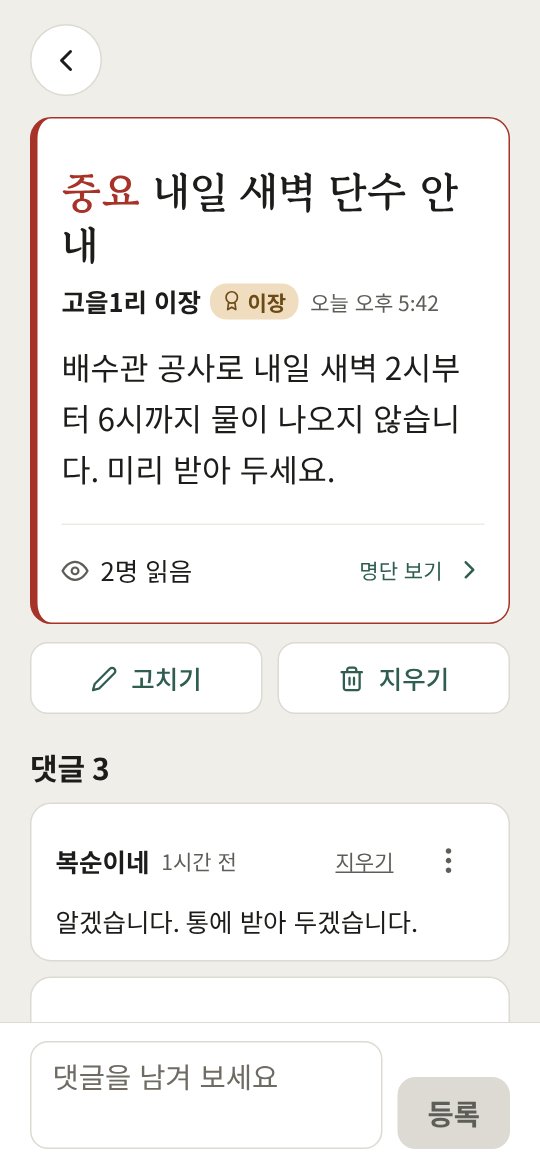 중요 내일 새벽 단수 안
내
고을1리 이장 이장 오늘 오후 5:42
배수관 공사로 내일 새벽 2시부
터 6시까지 물이 나오지 않습니
다. 미리 받아 두세요.
2명 읽음 명단 보기
고치기 지우기
댓글 3
복순이네 1시간 전 지우기
알겠습니다. 통에 받아 두겠습니다.
댓글을 남겨 보세요
등록